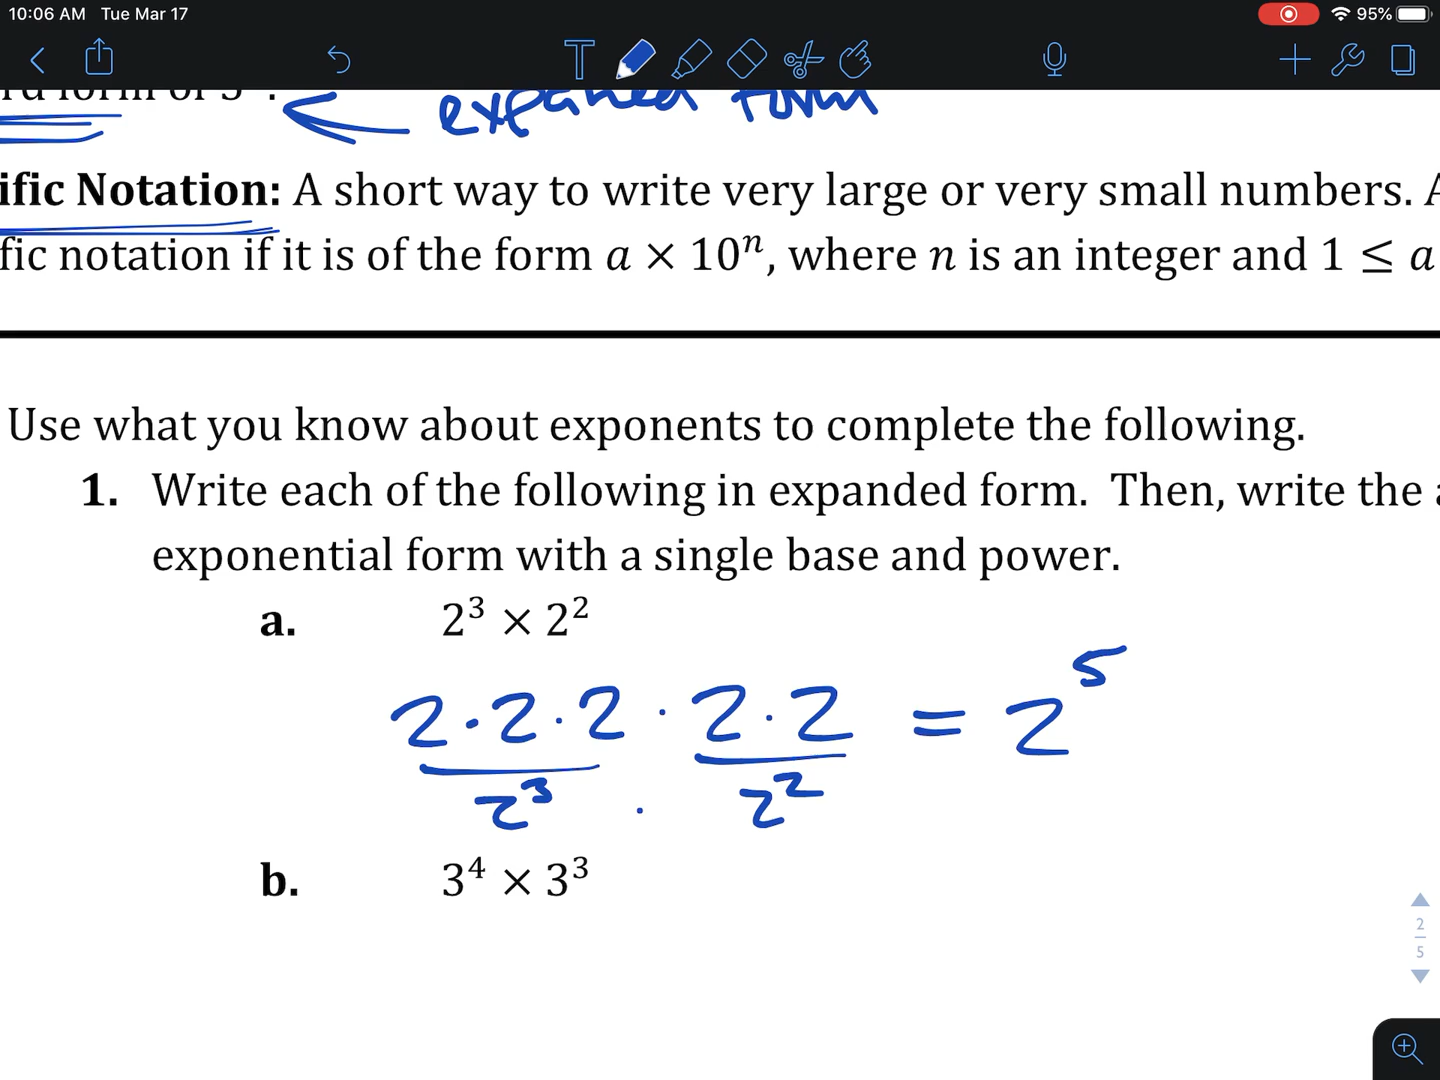 10:06 AM Tue Mar 17
95%
T
form of
expanded form
ific Notation: A short way to write very large or very small numbers. A
fic notation if it is of the form a × 10ⁿ, where n is an integer and 1 ≤ a
Use what you know about exponents to complete the following.
1. Write each of the following in expanded form. Then, write the a
exponential form with a single base and power.
a. 2³ × 2²
2 · 2 · 2 · 2 · 2 = 2⁵
2³ · 2²
b. 3⁴ × 3³
2
5